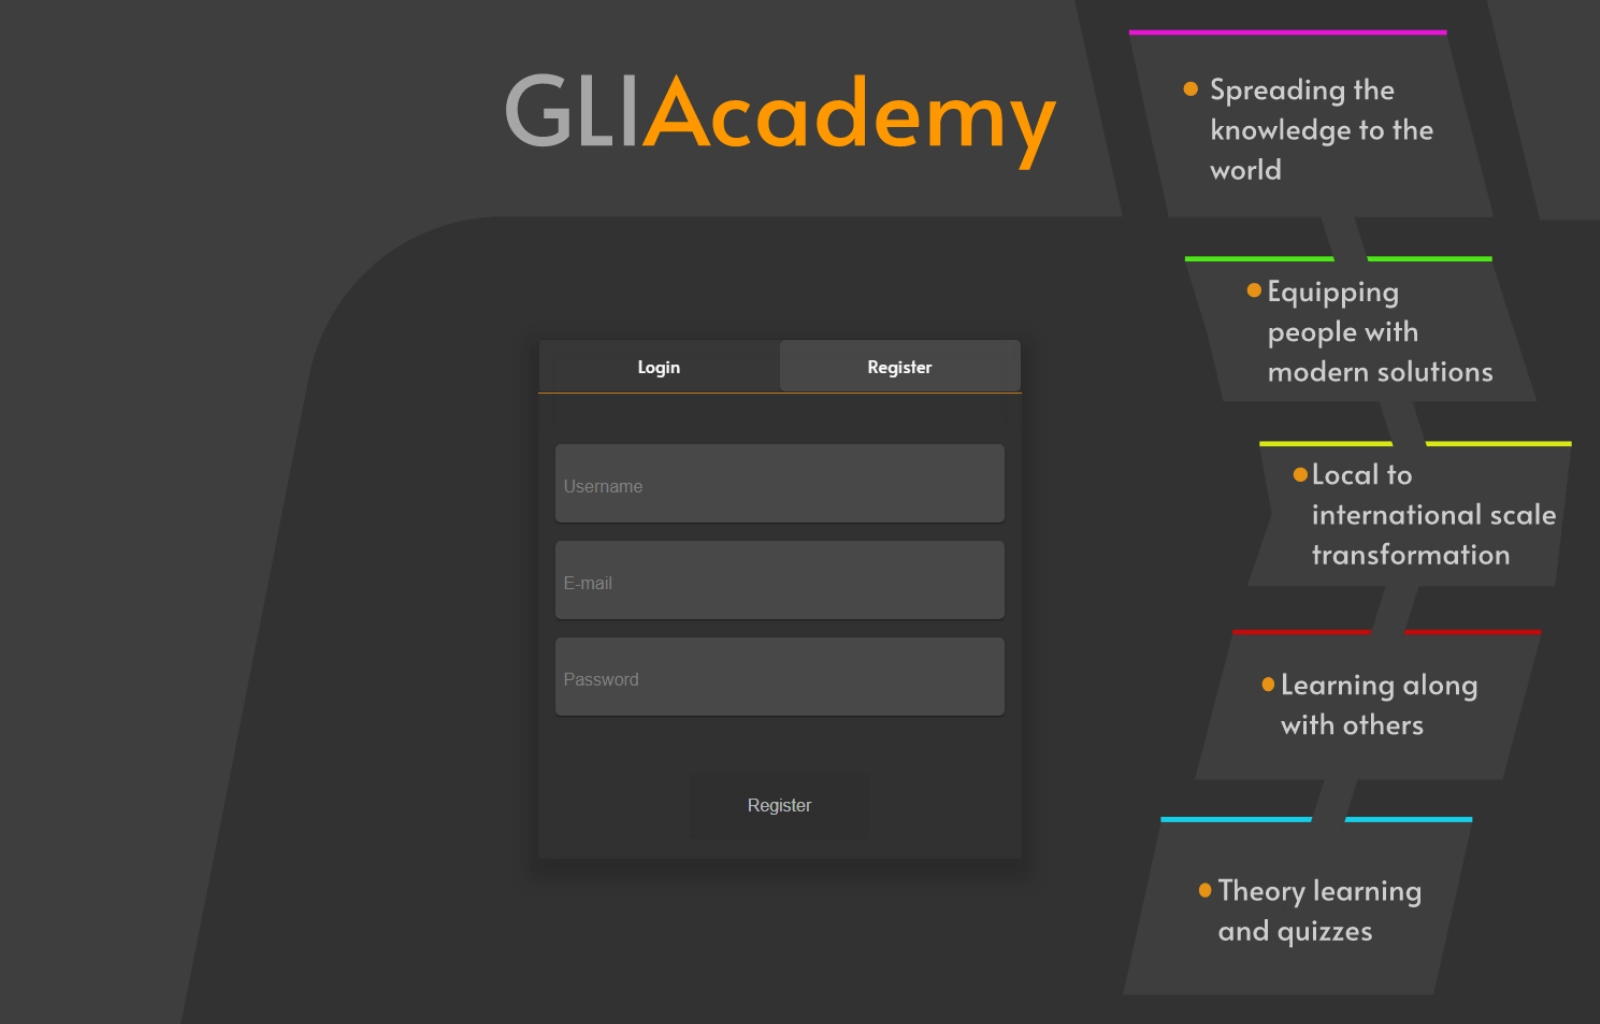 GLIAcademy
Login
Register
Username
E-mail
Password
Register
Spreading the
knowledge to the
world
Equipping
people with
modern solutions
Local to
international scale
transformation
Learning along
with others
Theory learning
and quizzes